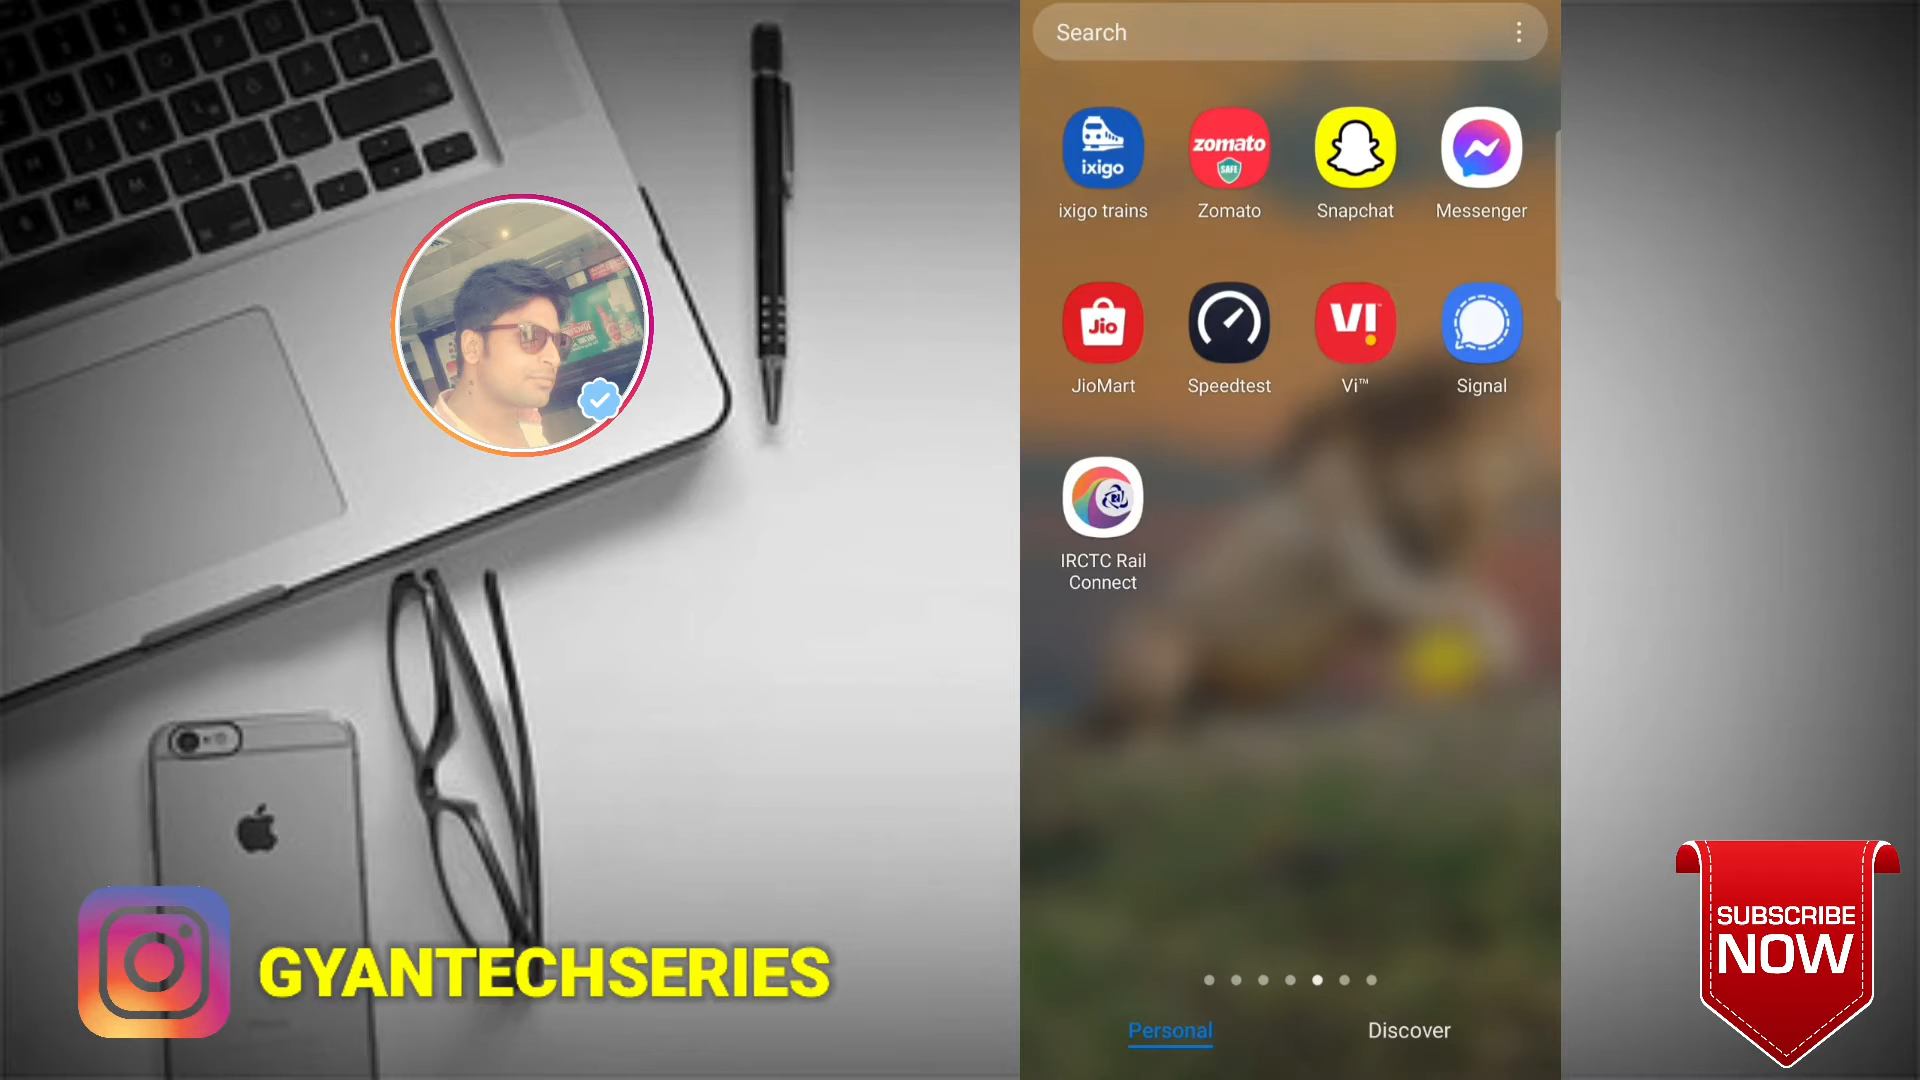 Search
ixigo
zomato
SAFE
ixigo trains
Zomato
Snapchat
Messenger
Jio
VI
JioMart
Speedtest
Vi™
Signal
IRCTC Rail
Connect
Personal
Discover
GYANTECHSERIES
SUBSCRIBE
NOW